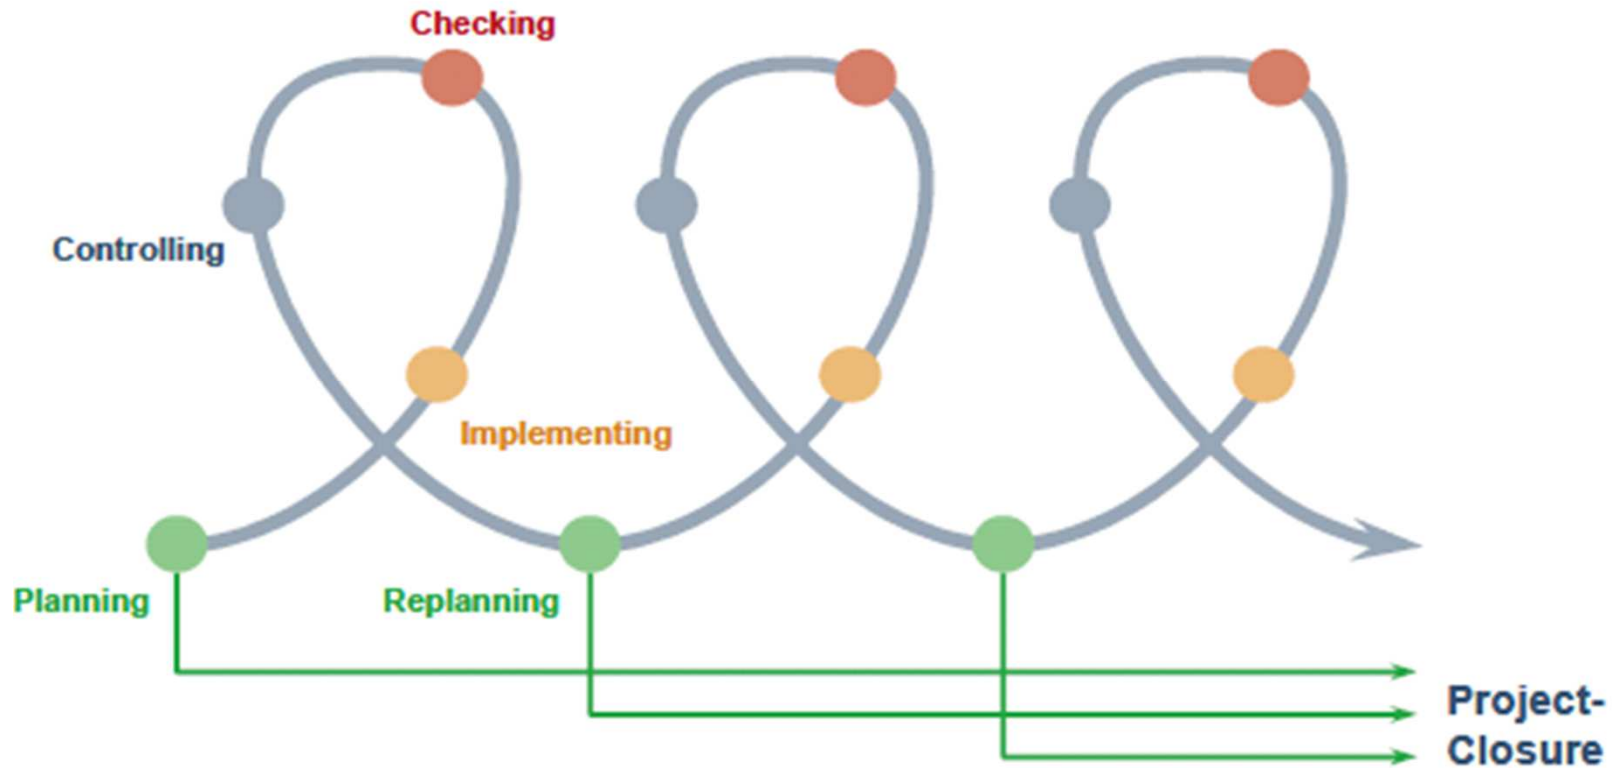 Checking
Controlling
Implementing
Planning
Replanning
Project-
Closure